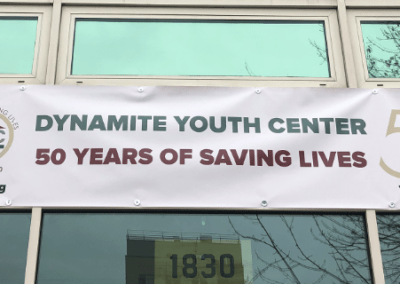 DYNAMITE YOUTH CENTER
50 YEARS OF SAVING LIVES
1830